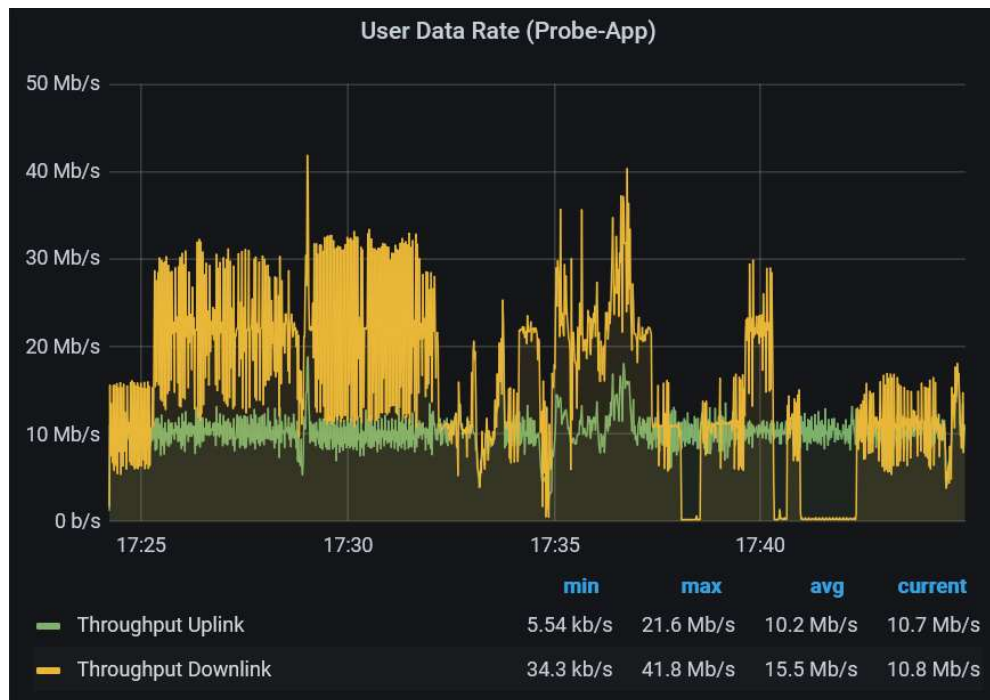 User Data Rate (Probe-App)
50 Mb/s
40 Mb/s
30 Mb/s
20 Mb/s
10 Mb/s
0 b/s
17:25 17:30 17:35 17:40
min max avg current
Throughput Uplink 5.54 kb/s 21.6 Mb/s 10.2 Mb/s 10.7 Mb/s
Throughput Downlink 34.3 kb/s 41.8 Mb/s 15.5 Mb/s 10.8 Mb/s